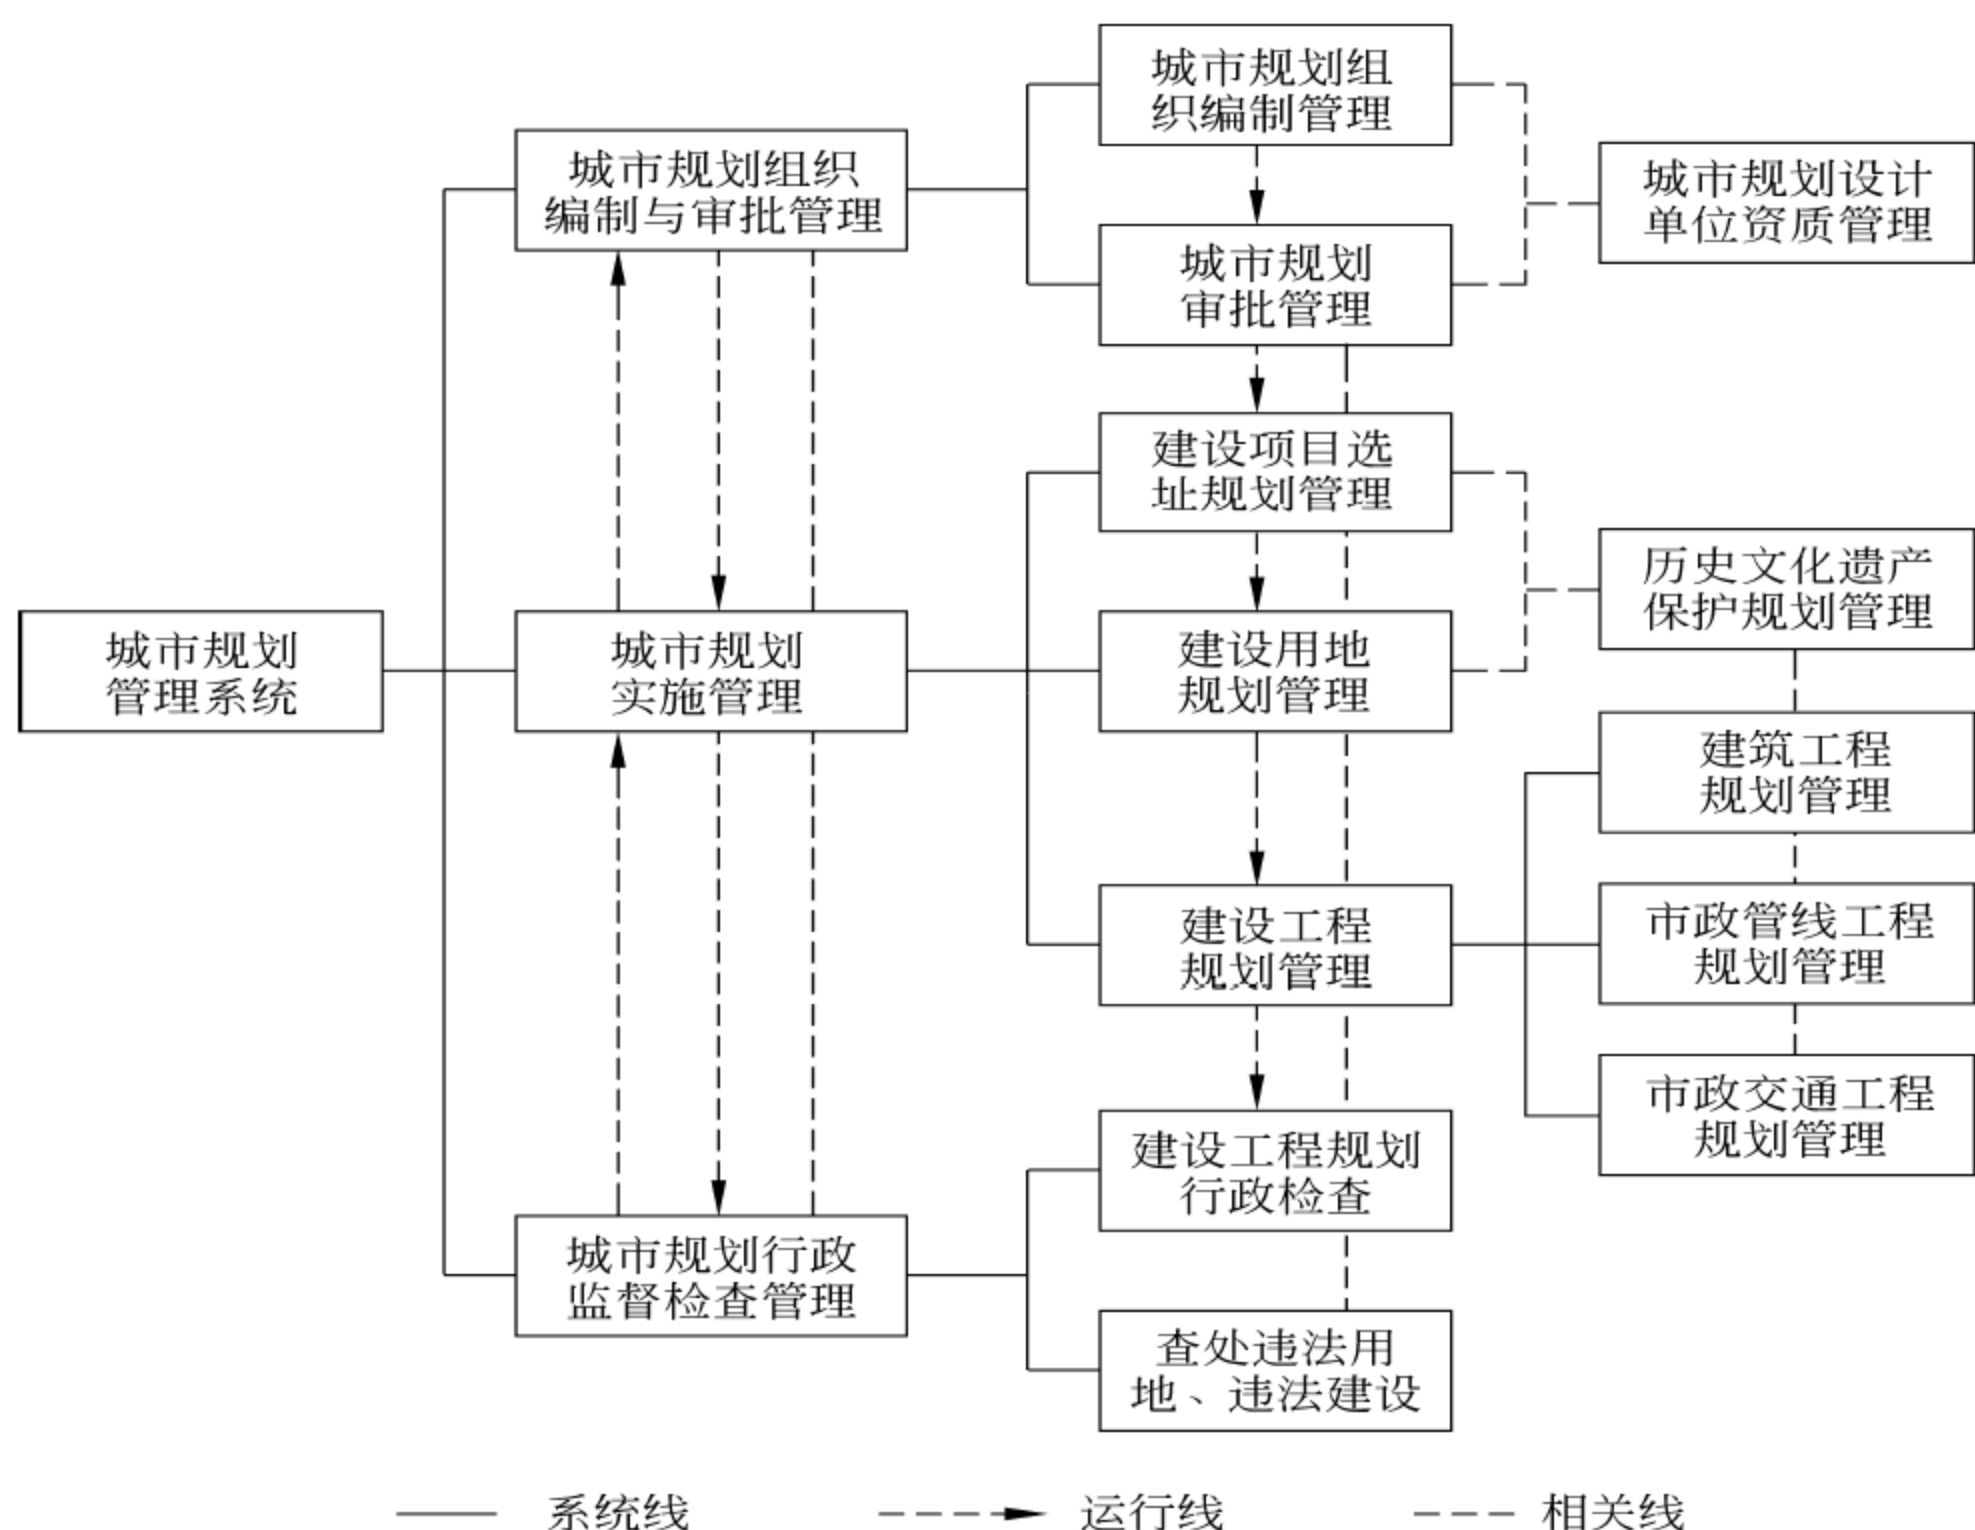 城市规划
管理系统
城市规划组织
编制与审批管理
城市规划
实施管理
城市规划行政
监督检查管理
城市规划组
织编制管理
城市规划
审批管理
建设项目选
址规划管理
建设用地
规划管理
建设工程
规划管理
建设工程规划
行政检查
查处违法用
地、违法建设
城市规划设计
单位资质管理
历史文化遗产
保护规划管理
建筑工程
规划管理
市政管线工程
规划管理
市政交通工程
规划管理
系统线
运行线
相关线